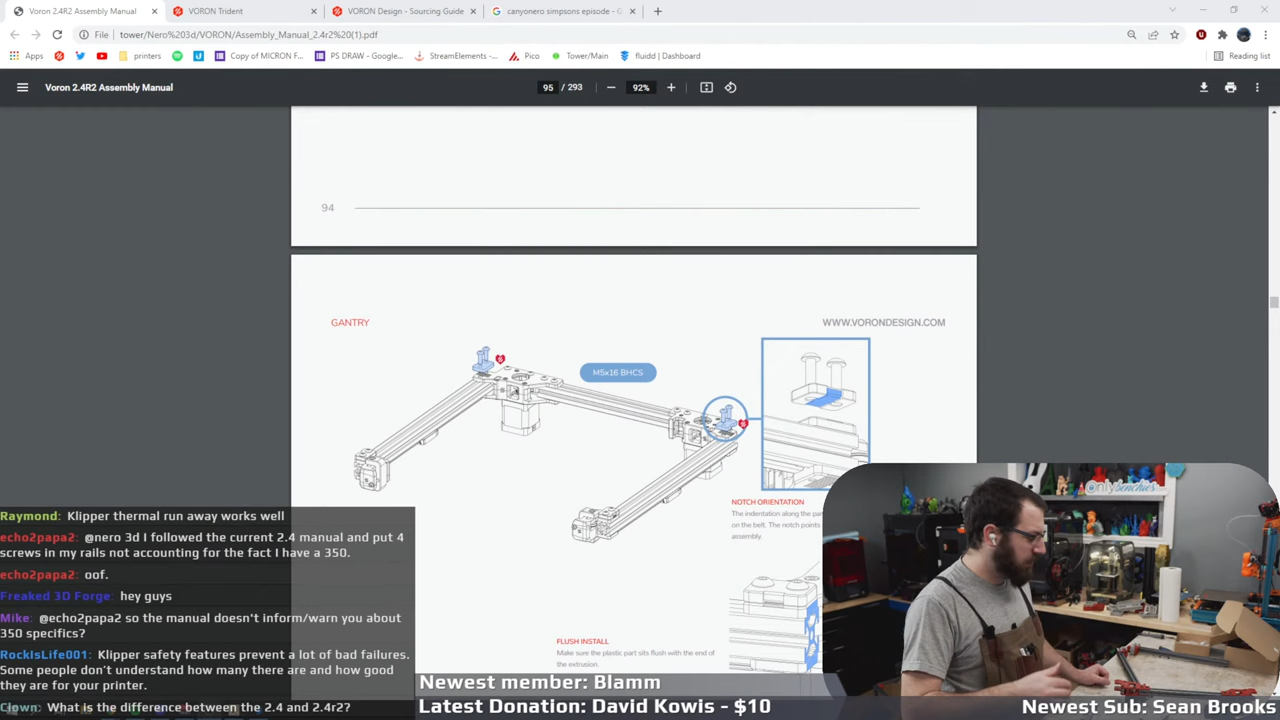 Voron 2.4R2 Assembly Manual
VORON Trident
VORON Design - Sourcing Guide
canyonero simpsons episode - G
File
tower/Nero%203d/VORON/Assembly_Manual_2.4r2%20(1).pdf
Apps
printers
Copy of MICRON F...
PS DRAW - Google...
StreamElements -...
Pico
Tower/Main
fluidd | Dashboard
Reading list
Voron 2.4R2 Assembly Manual
95 / 293
92%
94
GANTRY
WWW.VORONDESIGN.COM
M5x16 BHCS
NOTCH ORIENTATION
The indentation along the
on the belt. The notch points
assembly.
FLUSH INSTALL
Make sure the plastic part sits flush with the end of
the extrusion.
thermal run away works well
3d I followed the current 2.4 manual and put 4
screws in my rails not accounting for the fact I have a 350.
echo2papa2: oof.
Freaked 3D Forge: hey guys
Mike: @echo2papa2 so the manual doesn't inform/warn you about
350 specifics?
RockyLife001: Klipper safety features prevent a lot of bad failures.
Some people don't understand how many there are and how good
they are for your printer.
Clown: What is the difference between the 2.4 and 2.4r2?
Newest member: Blamm
Latest Donation: David Kowis - $10
Newest Sub: Sean Brooks